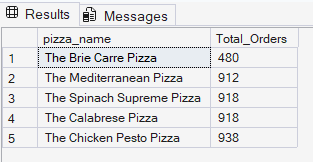 Results Messages
pizza_name Total_Orders
1 The Brie Carre Pizza 480
2 The Mediterranean Pizza 912
3 The Spinach Supreme Pizza 918
4 The Calabrese Pizza 918
5 The Chicken Pesto Pizza 938